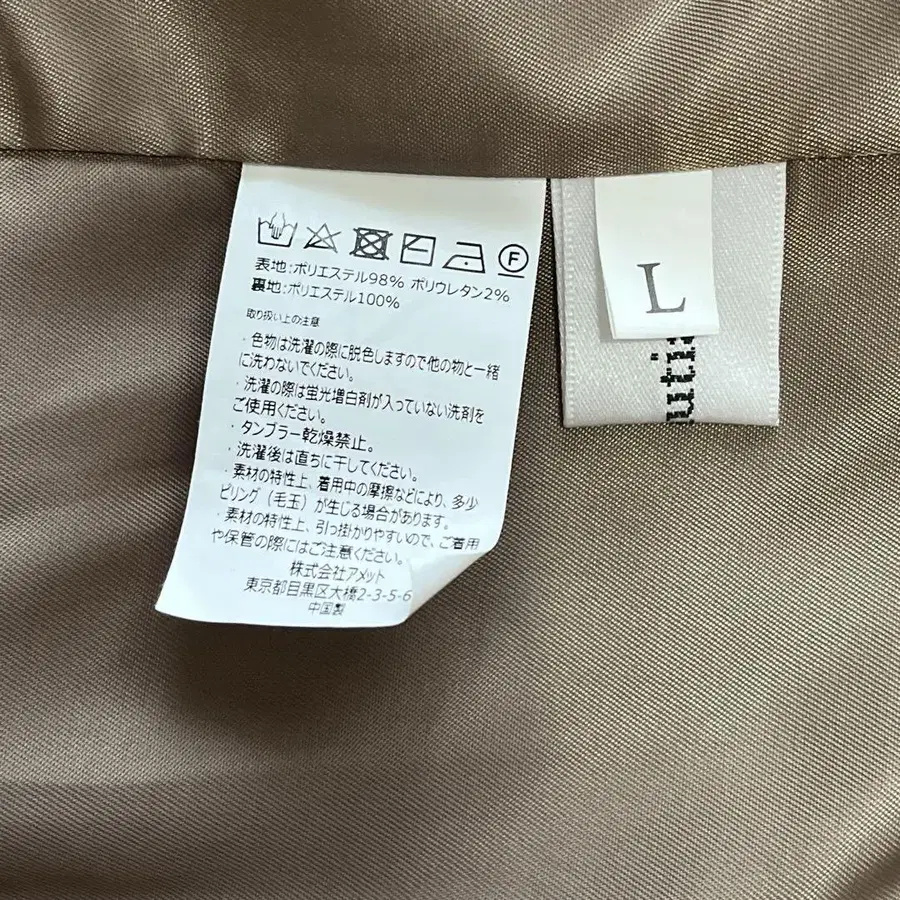 F
表地:ポリエステル98% ポリウレタン2%
裏地:ポリエステル100%
取り扱い上の注意
・色物は洗濯の際に脱色しますので他の物と一緒
に洗わないでください。
・洗濯の際は蛍光増白剤が入っていない洗剤を
ご使用ください。
・タンブラー乾燥禁止。
・洗濯後は直ちに干してください。
・素材の特性上、着用中の摩擦などにより、多少
ピリング(毛玉)が生じる場合があります。
・素材の特性上、引っ掛かりやすいので、ご着用
や保管の際にはご注意ください。
株式会社アメット
東京都目黒区大橋2-3-5-6
中国製
L